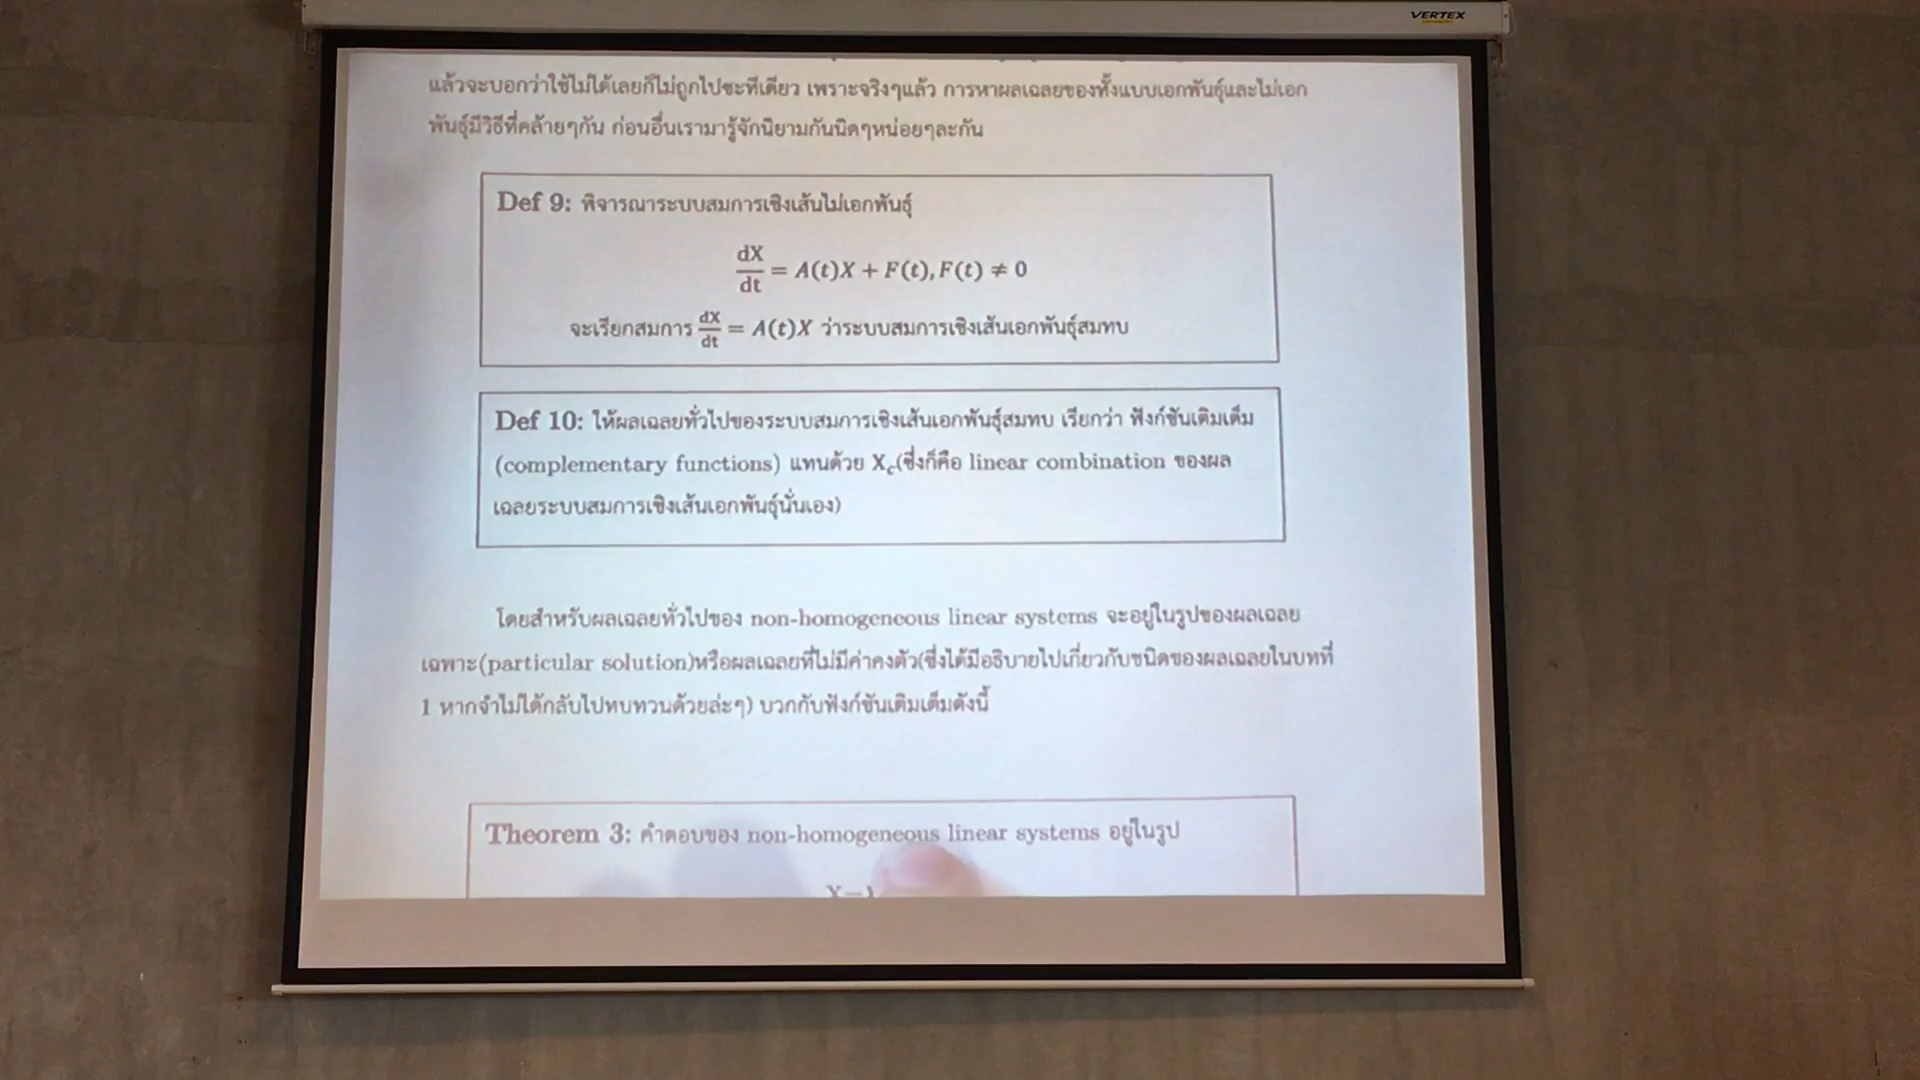 VERTEX
แล้วจะบอกว่าใช้ไม่ได้เลยก็ไม่ถูกไปซะทีเดียว เพราะจริงๆแล้ว การหาผลเฉลยของทั้งแบบเอกพันธุ์และไม่เอก
พันธุ์มีวิธีที่คล้ายๆกัน ก่อนอื่นเรามารู้จักนิยามกันนิดๆหน่อยๆละกัน
Def 9: พิจารณาระบบสมการเชิงเส้นไม่เอกพันธุ์
dX/dt = A(t)X + F(t), F(t) ≠ 0
จะเรียกสมการ dX/dt = A(t)X ว่าระบบสมการเชิงเส้นเอกพันธุ์สมทบ
Def 10: ให้ผลเฉลยทั่วไปของระบบสมการเชิงเส้นเอกพันธุ์สมทบ เรียกว่า ฟังก์ชันเติมเต็ม
(complementary functions) แทนด้วย X_c(ซึ่งก็คือ linear combination ของผล
เฉลยระบบสมการเชิงเส้นเอกพันธุ์นั่นเอง)
โดยสำหรับผลเฉลยทั่วไปของ non-homogeneous linear systems จะอยู่ในรูปของผลเฉลย
เฉพาะ(particular solution)หรือผลเฉลยที่ไม่มีค่าคงตัว(ซึ่งได้มีอธิบายไปเกี่ยวกับชนิดของผลเฉลยในบทที่
1 หากจำไม่ได้กลับไปทบทวนด้วยล่ะๆ) บวกกับฟังก์ชันเติมเต็มดังนี้
Theorem 3: คำตอบของ non-homogeneous linear systems อยู่ในรูป